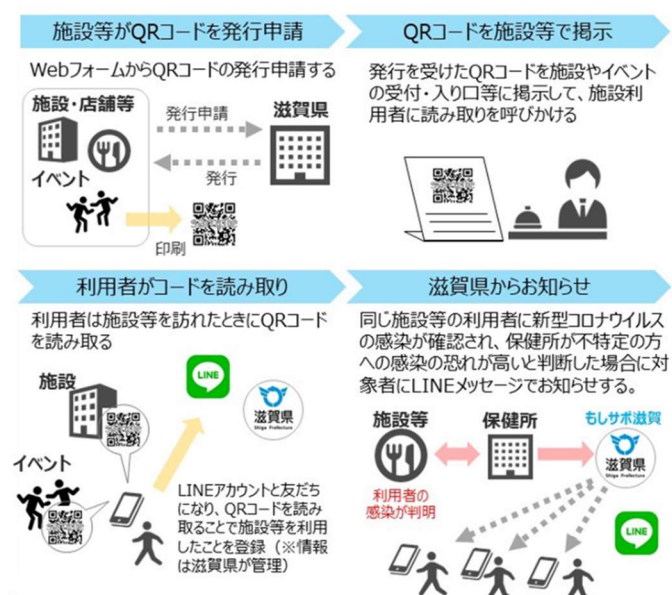 施設等がQRコードを発行申請
WebフォームからQRコードの発行申請する
施設・店舗等
発行申請
滋賀県
発行
イベント
印刷
QRコードを施設等で掲示
発行を受けたQRコードを施設やイベント
の受付・入り口等に掲示して、施設利
用者に読み取りを呼びかける
利用者がコードを読み取り
利用者は施設等を訪れたときにQRコード
を読み取る
施設
LINE
滋賀県
Shiga Prefecture
イベント
LINEアカウントと友だち
になり、QRコードを読み
取ることで施設等を利用
したことを登録（※情報
は滋賀県が管理）
滋賀県からお知らせ
同じ施設等の利用者に新型コロナウイルス
の感染が確認され、保健所が不特定の方
への感染の恐れが高いと判断した場合に対
象者にLINEメッセージでお知らせする。
施設等
保健所
もしサポ滋賀
滋賀県
Shiga Prefecture
利用者の
感染が判明
LINE